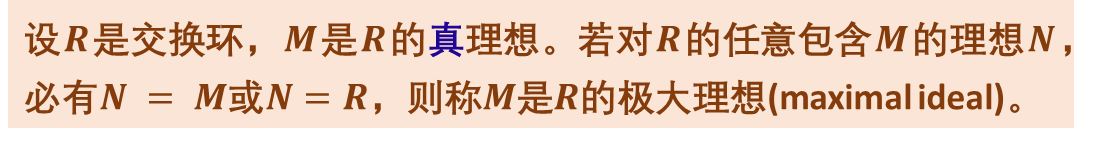 设R是交换环，M是R的真理想。若对R的任意包含M的理想N，
必有N = M或N = R，则称M是R的极大理想(maximal ideal)。